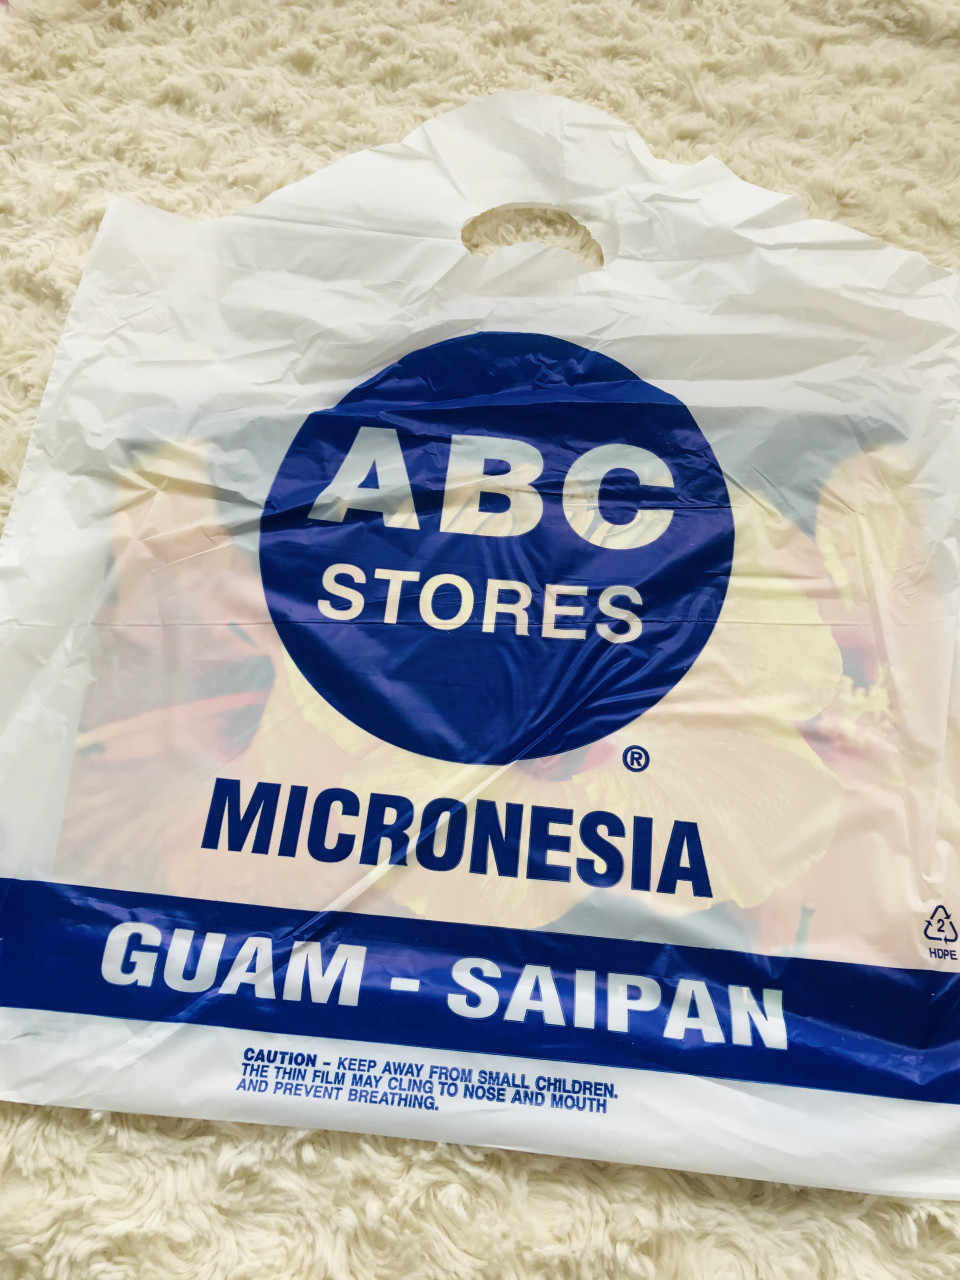 ABC
STORES
®
MICRONESIA
2
HDPE
GUAM - SAIPAN
CAUTION - KEEP AWAY FROM SMALL CHILDREN.
THE THIN FILM MAY CLING TO NOSE AND MOUTH
AND PREVENT BREATHING.